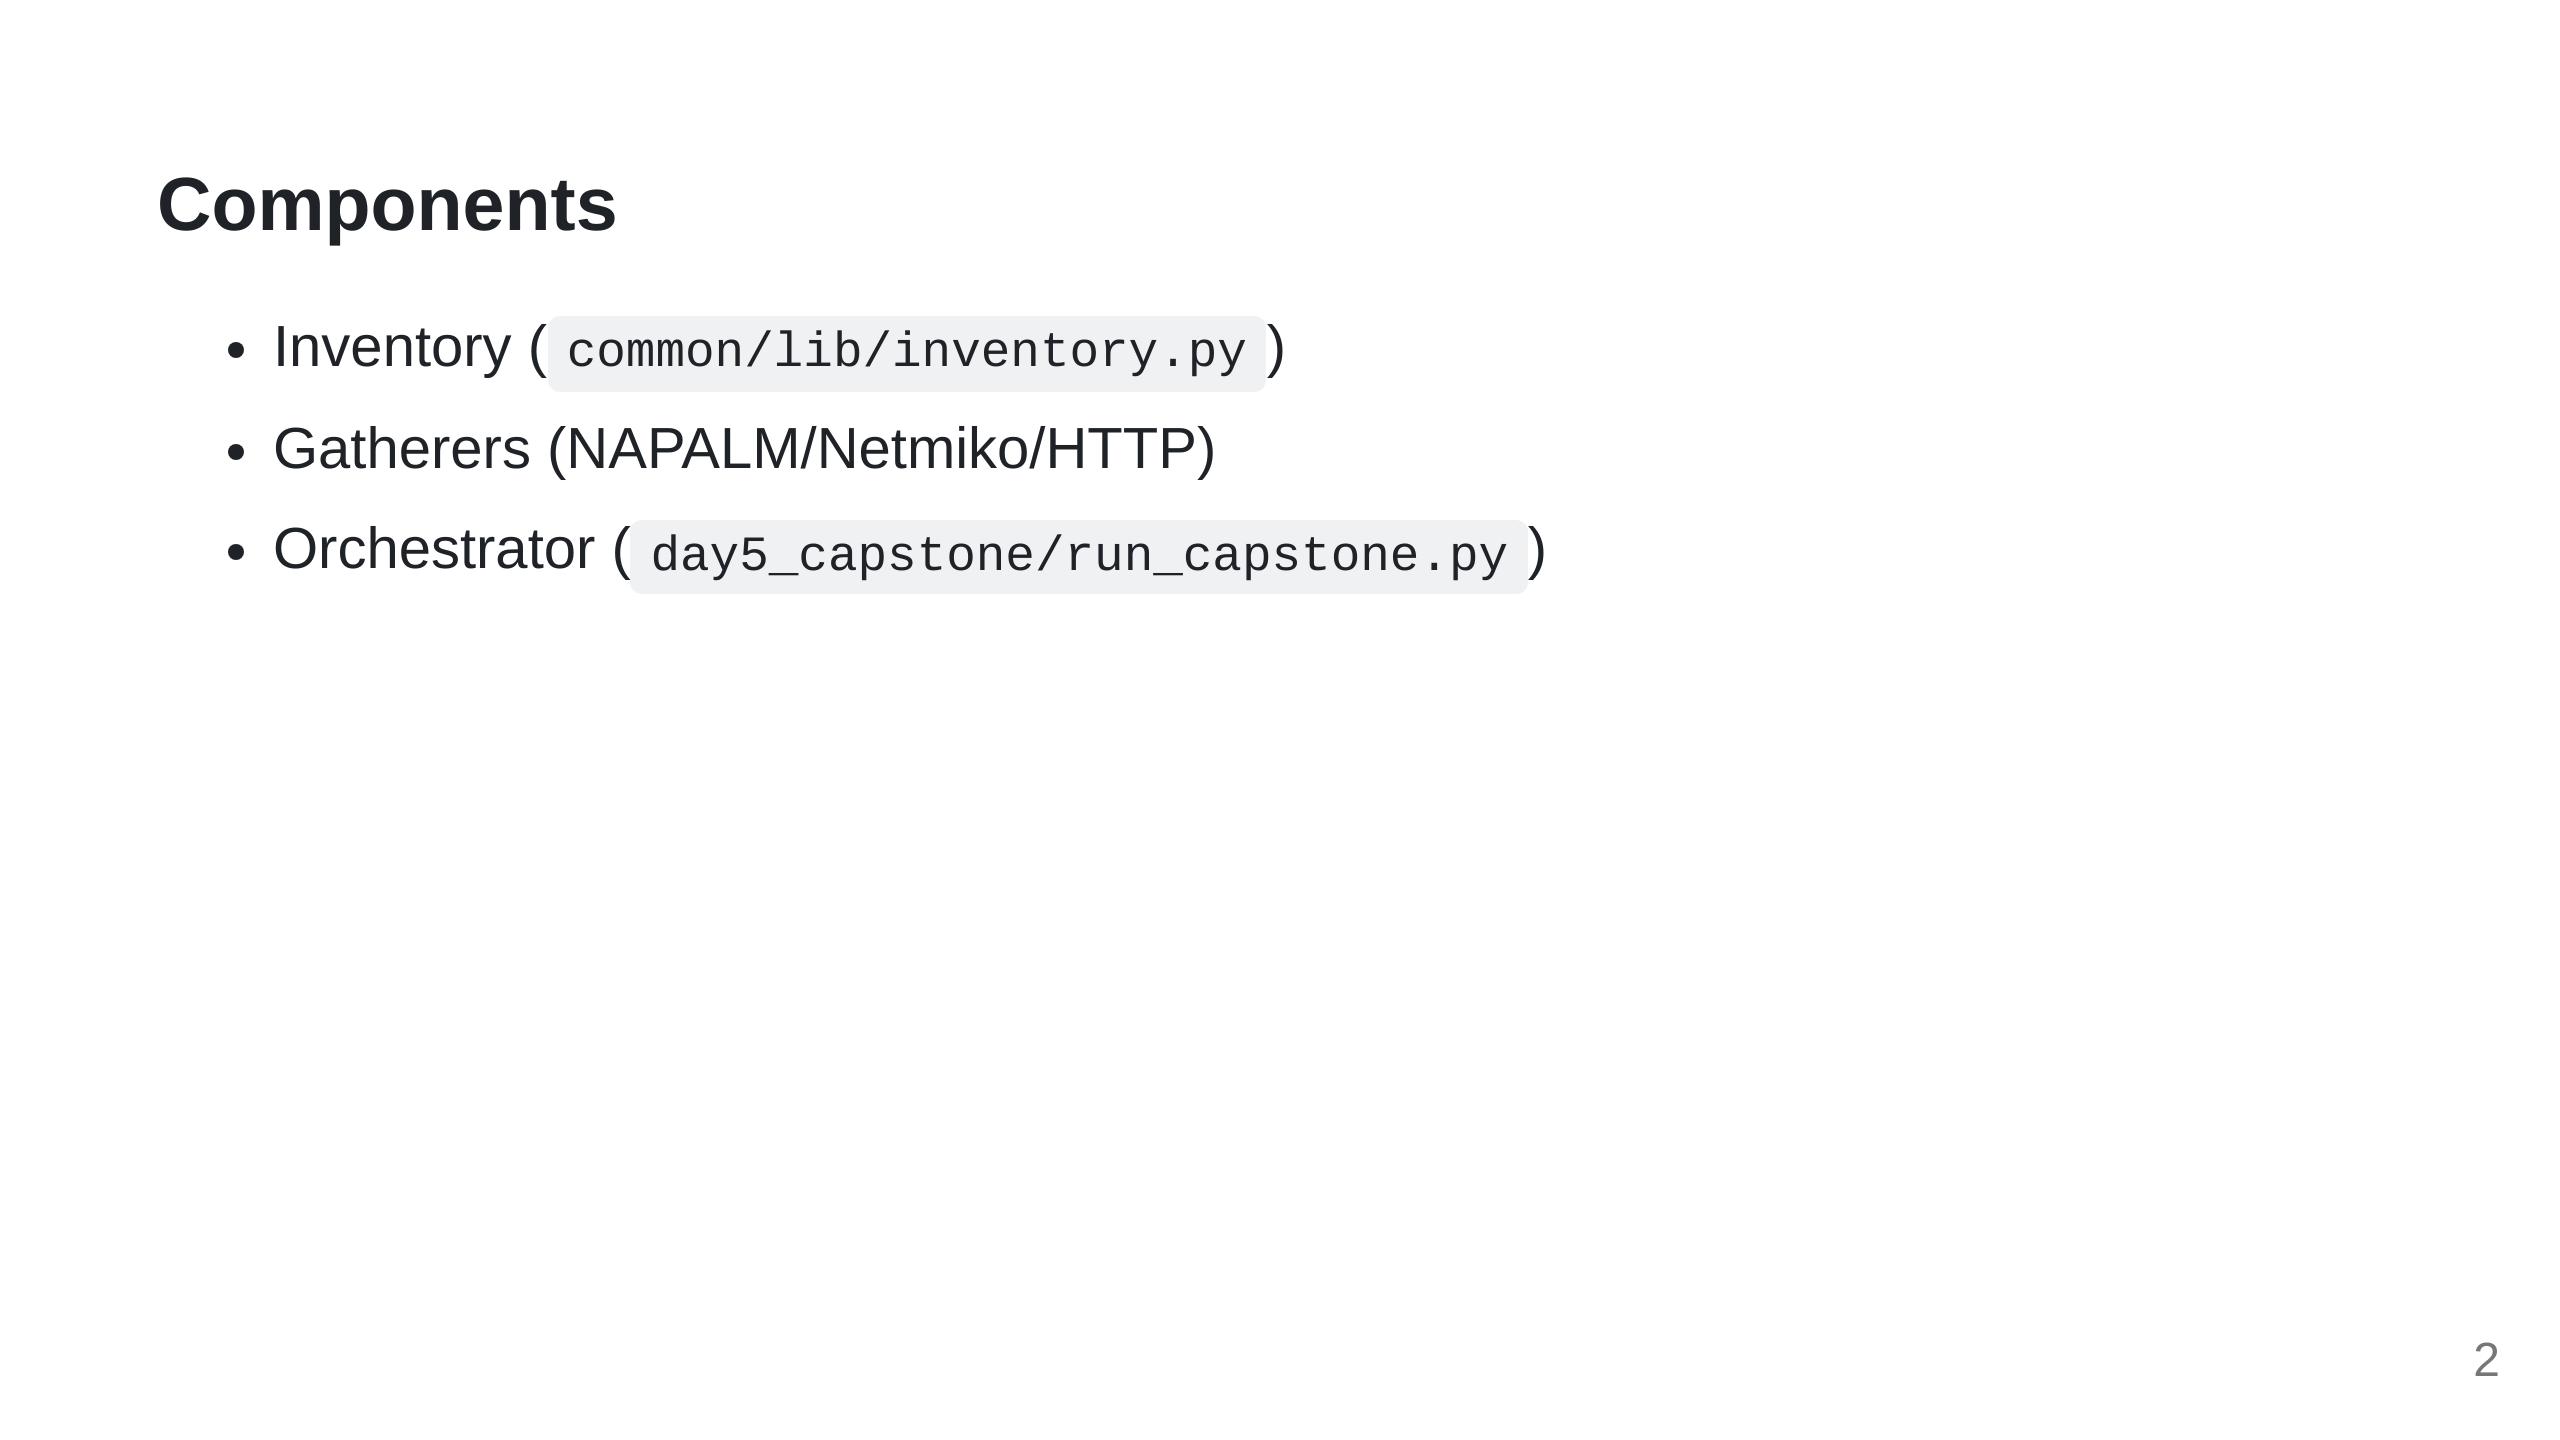 Components
• Inventory (common/lib/inventory.py)
• Gatherers (NAPALM/Netmiko/HTTP)
• Orchestrator (day5_capstone/run_capstone.py)
2